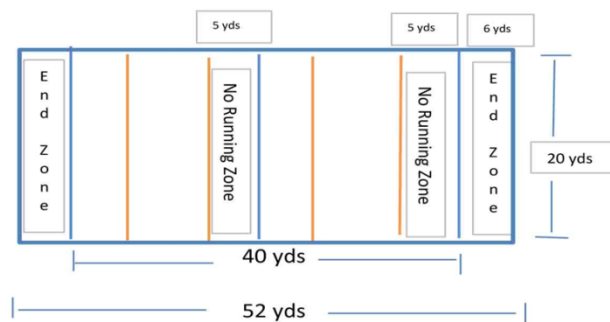 5 yds
5 yds
6 yds
End Zone
No Running Zone
No Running Zone
End Zone
20 yds
40 yds
52 yds